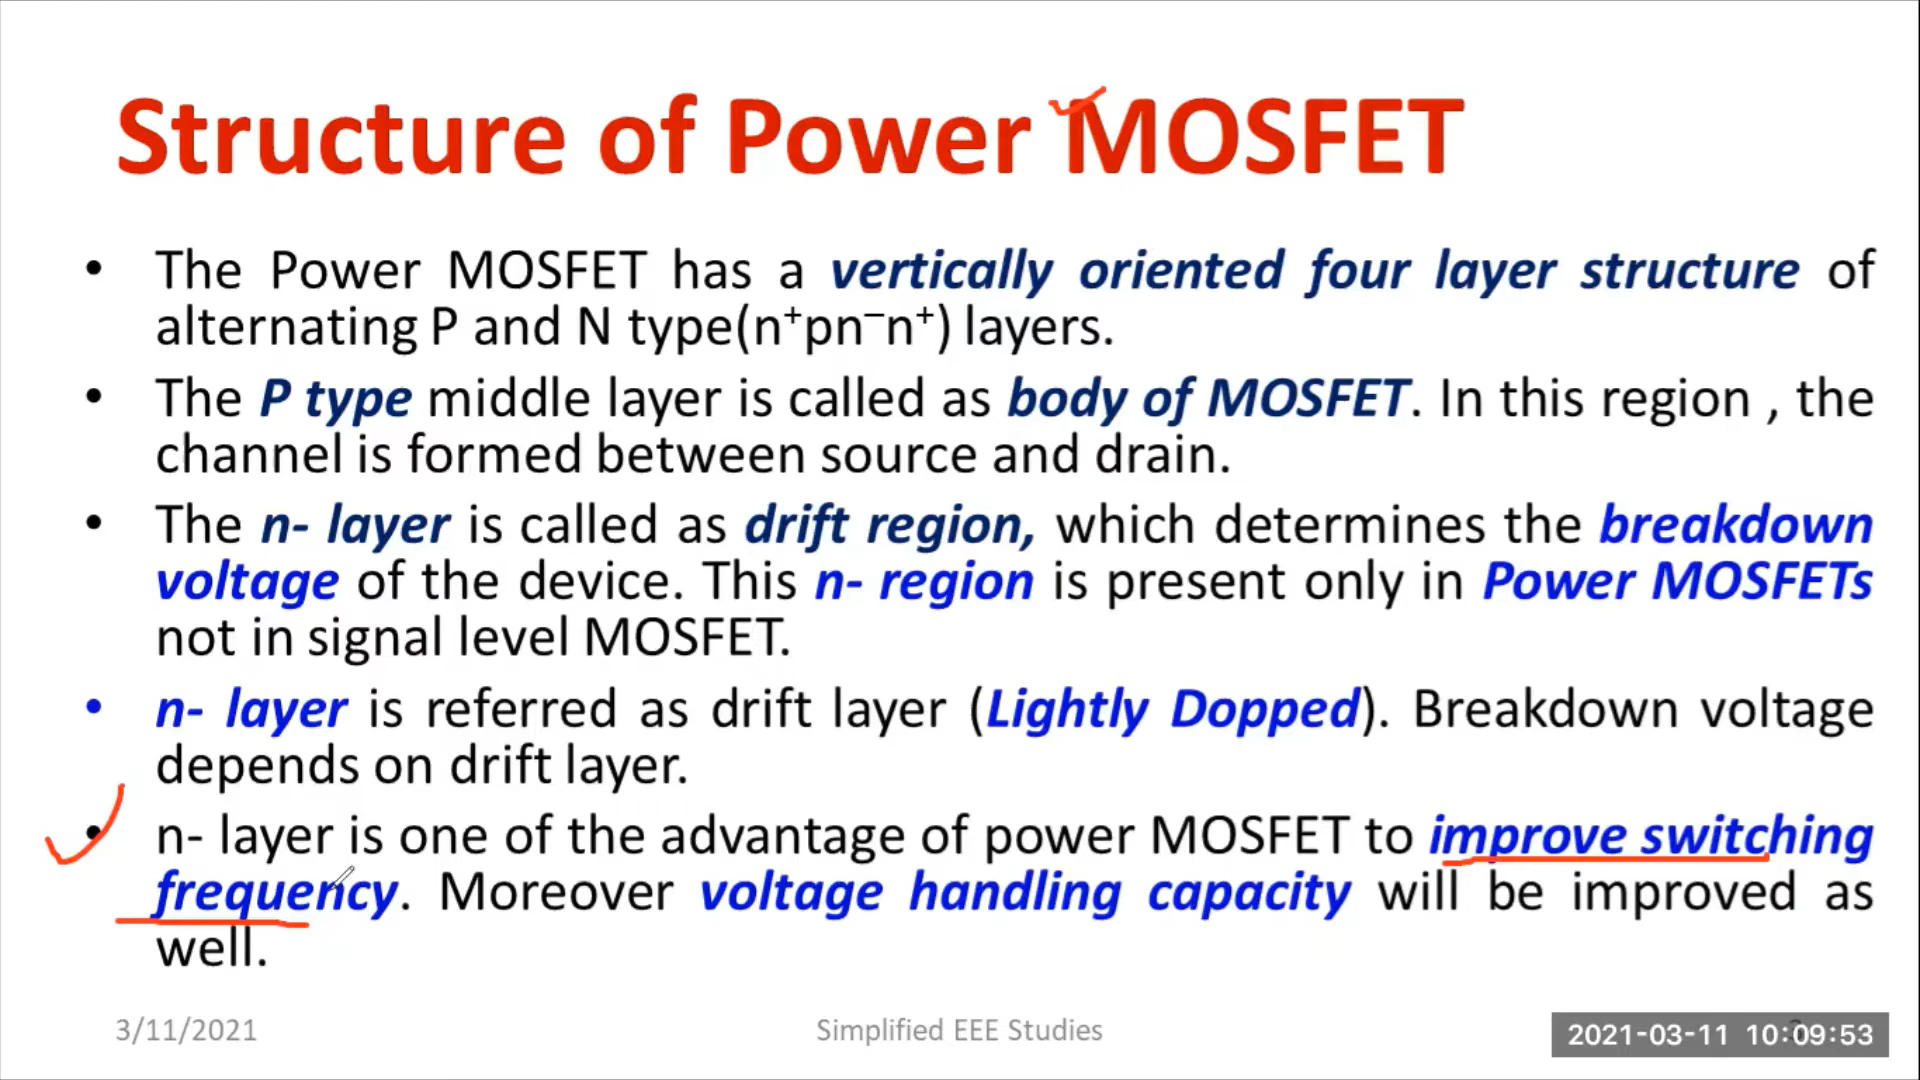 Structure of Power MOSFET
• The Power MOSFET has a vertically oriented four layer structure of
alternating P and N type(n⁺pn⁻n⁺) layers.
• The P type middle layer is called as body of MOSFET. In this region , the
channel is formed between source and drain.
• The n- layer is called as drift region, which determines the breakdown
voltage of the device. This n- region is present only in Power MOSFETs
not in signal level MOSFET.
• n- layer is referred as drift layer (Lightly Dopped). Breakdown voltage
depends on drift layer.
• n- layer is one of the advantage of power MOSFET to improve switching
frequency. Moreover voltage handling capacity will be improved as
well.
3/11/2021
Simplified EEE Studies
2021-03-11 10:09:53